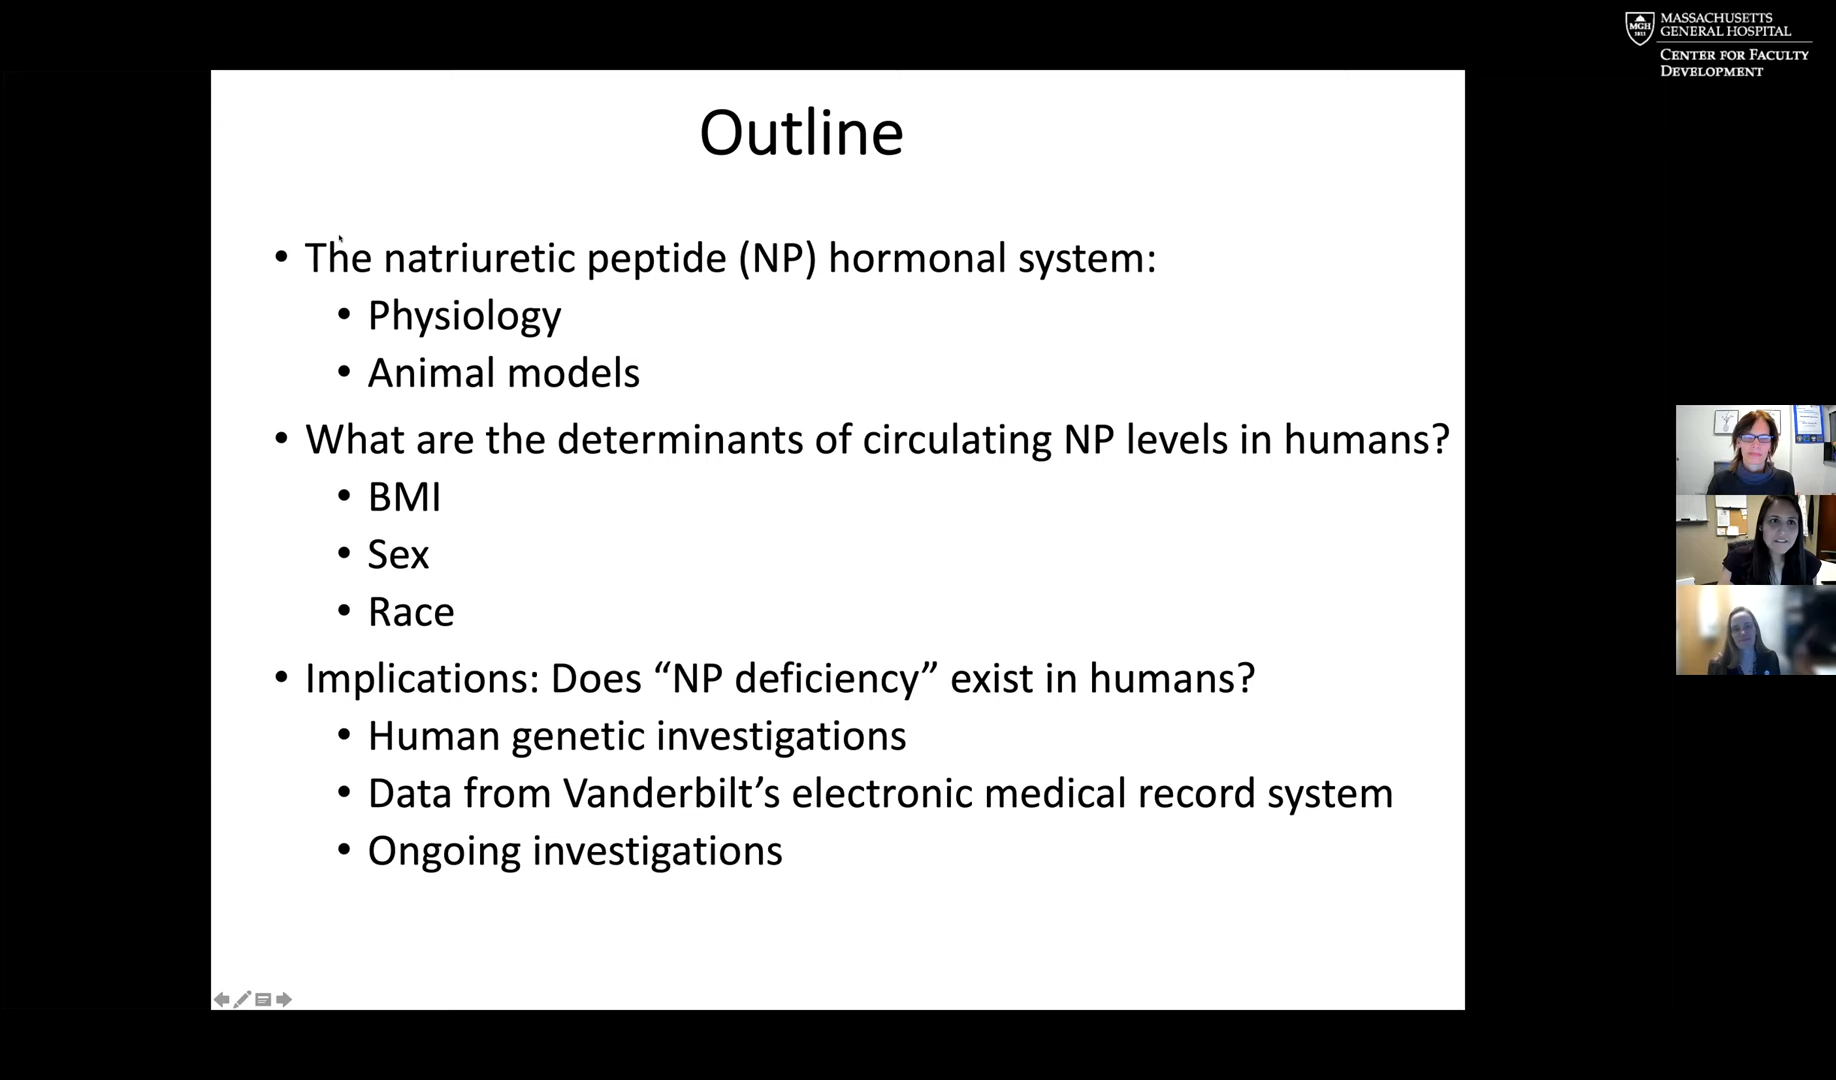 MASSACHUSETTS
GENERAL HOSPITAL
CENTER FOR FACULTY
DEVELOPMENT
MGH
1811
Outline
• The natriuretic peptide (NP) hormonal system:
• Physiology
• Animal models
• What are the determinants of circulating NP levels in humans?
• BMI
• Sex
• Race
• Implications: Does “NP deficiency” exist in humans?
• Human genetic investigations
• Data from Vanderbilt’s electronic medical record system
• Ongoing investigations